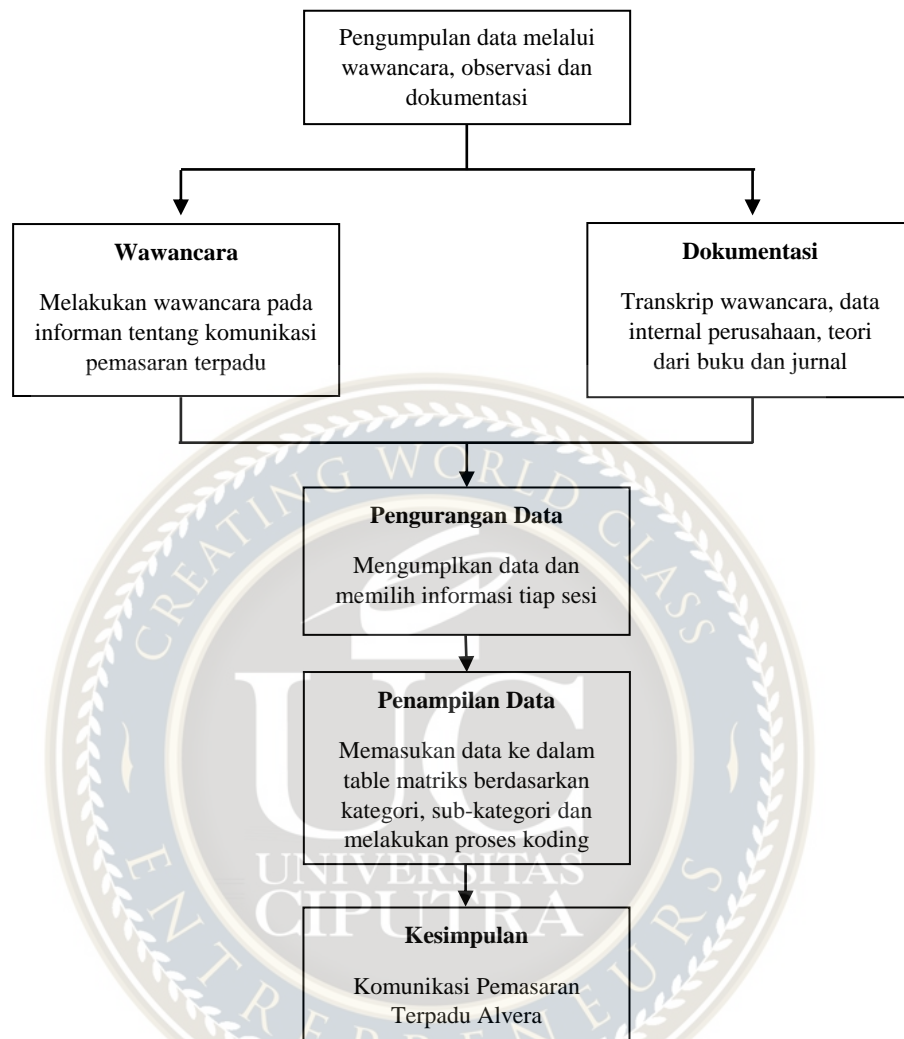 Pengumpulan data melalui
wawancara, observasi dan
dokumentasi
Wawancara
Melakukan wawancara pada
informan tentang komunikasi
pemasaran terpadu
Dokumentasi
Transkrip wawancara, data
internal perusahaan, teori
dari buku dan jurnal
CREATING WORLD CLASS
Pengurangan Data
Mengumplkan data dan
memilih informasi tiap sesi
Penampilan Data
Memasukan data ke dalam
table matriks berdasarkan
kategori, sub-kategori dan
melakukan proses koding
UC
UNIVERSITAS
CIPUTRA
Kesimpulan
Komunikasi Pemasaran
Terpadu Alvera
ENTREPRENEURS